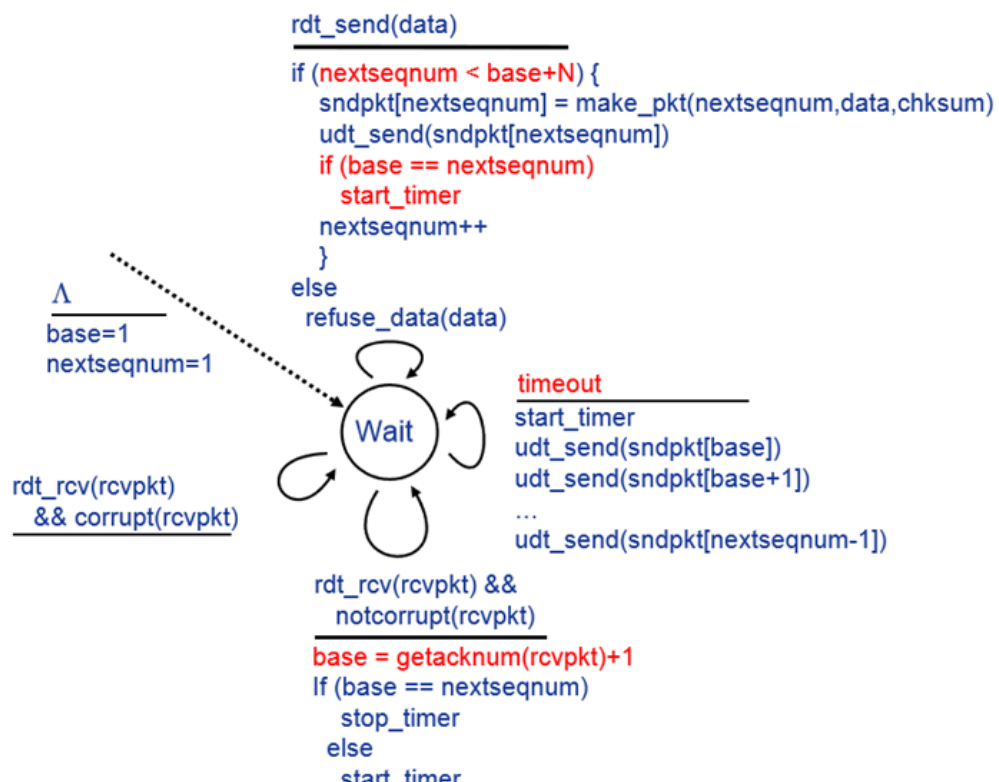 rdt_send(data)
if (nextseqnum < base+N) {
sndpkt[nextseqnum] = make_pkt(nextseqnum,data,chksum)
udt_send(sndpkt[nextseqnum])
if (base == nextseqnum)
start_timer
nextseqnum++
}
else
refuse_data(data)
Λ
base=1
nextseqnum=1
Wait
timeout
start_timer
udt_send(sndpkt[base])
udt_send(sndpkt[base+1])
…
udt_send(sndpkt[nextseqnum-1])
rdt_rcv(rcvpkt)
&& corrupt(rcvpkt)
rdt_rcv(rcvpkt) &&
notcorrupt(rcvpkt)
base = getacknum(rcvpkt)+1
If (base == nextseqnum)
stop_timer
else
start_timer